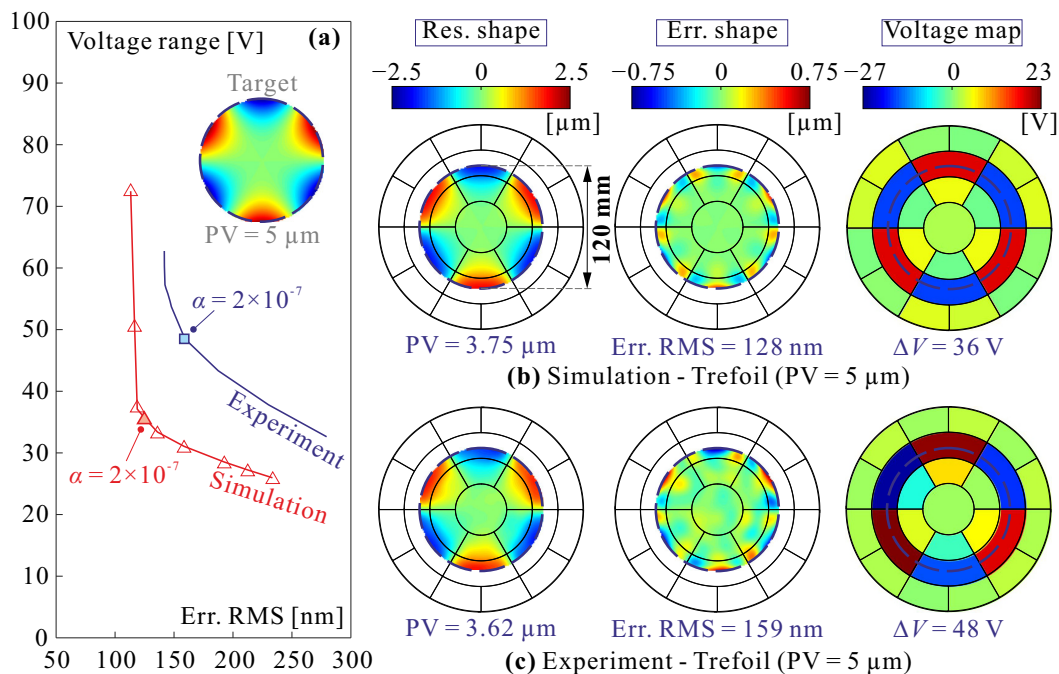 Voltage range [V]
(a)
100
90
80
70
60
50
40
30
20
10
0
50
100
150
200
250
300
Err. RMS [nm]
Target
PV = 5 µm
α = 2×10⁻⁷
Experiment
α = 2×10⁻⁷
Simulation
Res. shape
Err. shape
Voltage map
−2.5 0 2.5
[µm]
−0.75 0 0.75
[µm]
−27 0 23
[V]
120 mm
PV = 3.75 µm
Err. RMS = 128 nm
ΔV = 36 V
(b) Simulation - Trefoil (PV = 5 µm)
PV = 3.62 µm
Err. RMS = 159 nm
ΔV = 48 V
(c) Experiment - Trefoil (PV = 5 µm)